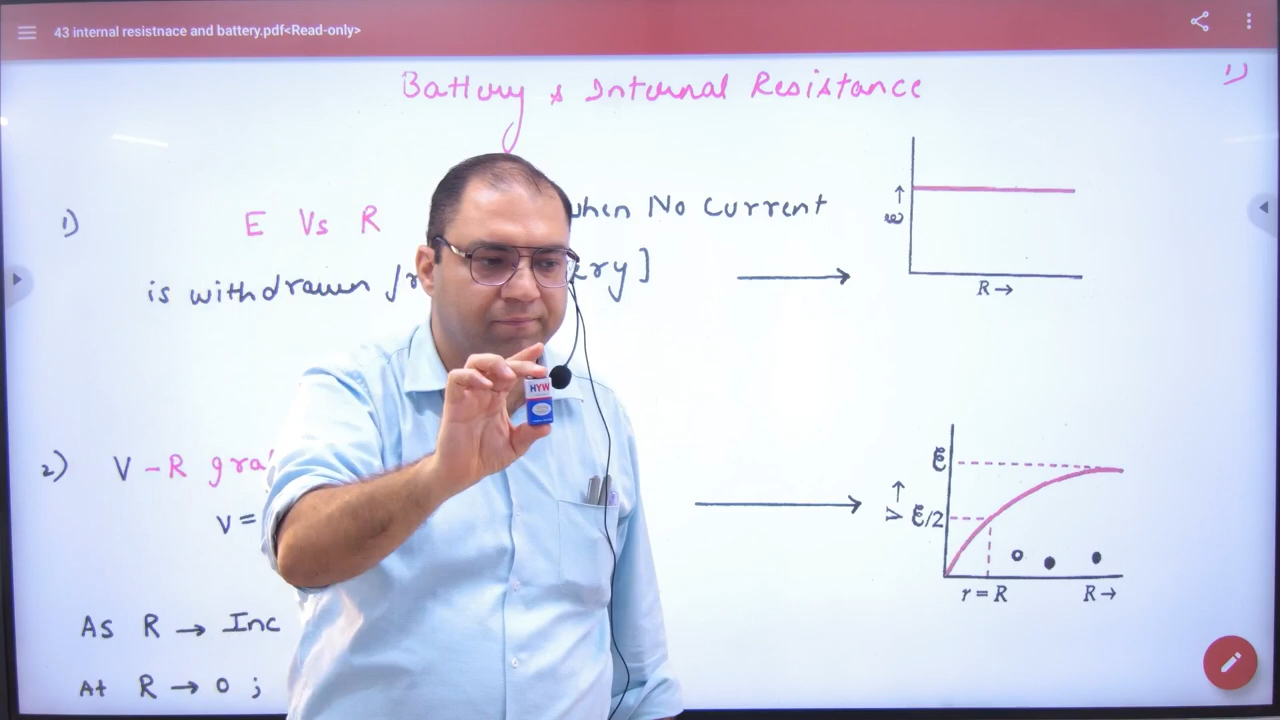 43 internal resistnace and battery.pdf<Read-only>
Battery & Internal Resistance
1)
1) E Vs R when No Current
is withdrawn ery ]
ε →
R →
HYW
2) V - R gra
V =
ε
V →
ε/2
r = R R →
As R → Inc
At R → 0 ;